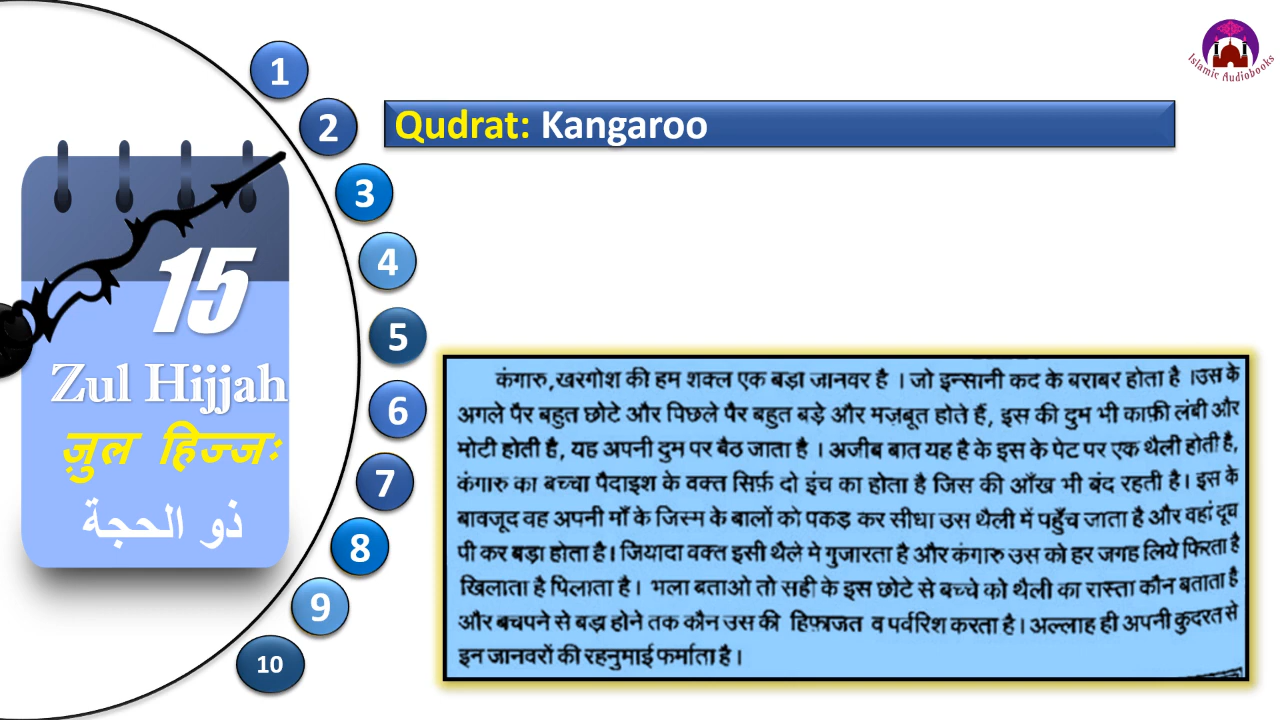 Islamic Audiobooks
1
2
3
4
5
6
7
8
9
10
Qudrat: Kangaroo
15
Zul Hijjah
ज़ुल हिज्जः
ذو الحجة
कंगारु,खरगोश की हम शक्ल एक बड़ा जानवर है । जो इन्सानी कद के बराबर होता है ।उस के
अगले पैर बहुत छोटे और पिछले पैर बहुत बड़े और मज़बूत होते हैं, इस की दुम भी काफ़ी लंबी और
मोटी होती है, यह अपनी दुम पर बैठ जाता है । अजीब बात यह है के इस के पेट पर एक थैली होती है,
कंगारु का बच्चा पैदाइश के वक्त सिर्फ़ दो इंच का होता है जिस की आँख भी बंद रहती है। इस के
बावजूद वह अपनी माँ के जिस्म के बालों को पकड़ कर सीधा उस थैली में पहुँच जाता है और वहां दूध
पी कर बड़ा होता है। जियादा वक्त इसी थैले मे गुजारता है और कंगारु उस को हर जगह लिये फिरता है
खिलाता है पिलाता है। भला बताओ तो सही के इस छोटे से बच्चे को थैली का रास्ता कौन बताता है
और बचपने से बड़ा होने तक कौन उस की हिफ़ाजत व पर्वरिश करता है। अल्लाह ही अपनी कुदरत से
इन जानवरों की रहनुमाई फर्माता है।